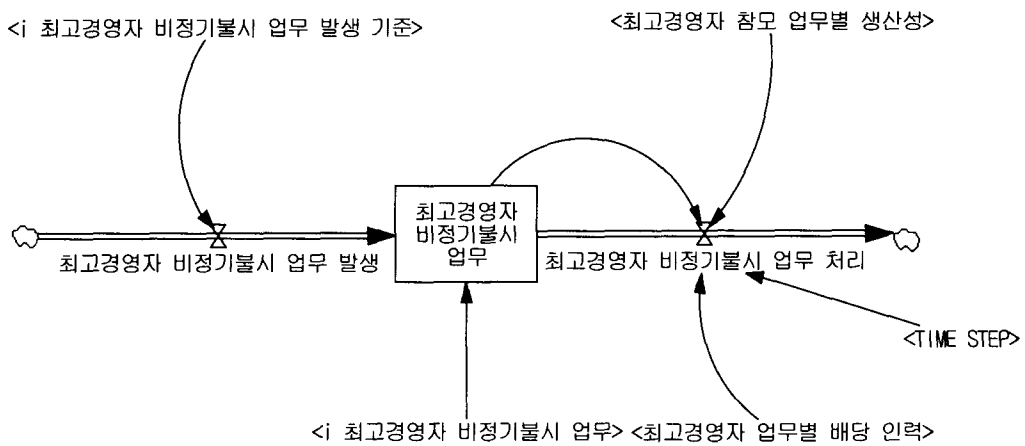 <i 최고경영자 비정기불시 업무 발생 기준>
<최고경영자 참모 업무별 생산성>
최고경영자
비정기불시
업무
최고경영자 비정기불시 업무 발생
최고경영자 비정기불시 업무 처리
<TIME STEP>
<i 최고경영자 비정기불시 업무>
<최고경영자 업무별 배당 인력>